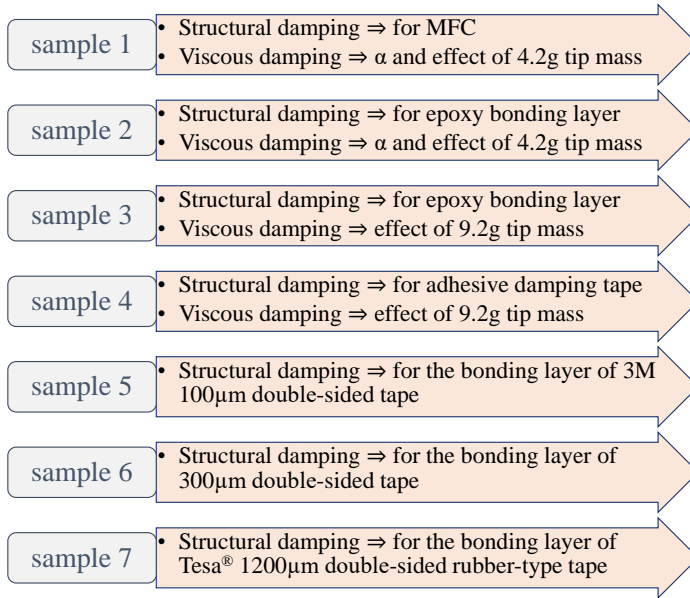 sample 1
• Structural damping ⇒ for MFC
• Viscous damping ⇒ α and effect of 4.2g tip mass
sample 2
• Structural damping ⇒ for epoxy bonding layer
• Viscous damping ⇒ α and effect of 4.2g tip mass
sample 3
• Structural damping ⇒ for epoxy bonding layer
• Viscous damping ⇒ effect of 9.2g tip mass
sample 4
• Structural damping ⇒ for adhesive damping tape
• Viscous damping ⇒ effect of 9.2g tip mass
sample 5
• Structural damping ⇒ for the bonding layer of 3M
100µm double-sided tape
sample 6
• Structural damping ⇒ for the bonding layer of
300µm double-sided tape
sample 7
• Structural damping ⇒ for the bonding layer of
Tesa® 1200µm double-sided rubber-type tape